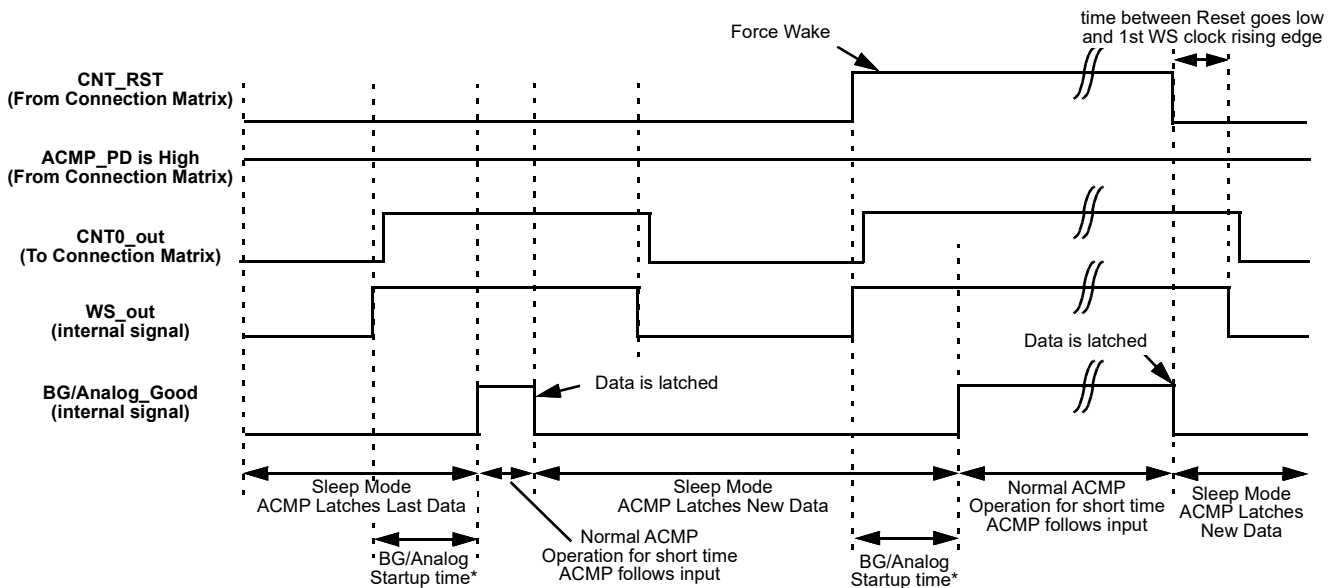 time between Reset goes low
and 1st WS clock rising edge
Force Wake
CNT_RST
(From Connection Matrix)
ACMP_PD is High
(From Connection Matrix)
CNT0_out
(To Connection Matrix)
WS_out
(internal signal)
Data is latched
BG/Analog_Good
(internal signal)
Data is latched
Sleep Mode
ACMP Latches Last Data
Sleep Mode
ACMP Latches New Data
Normal ACMP
Operation for short time
ACMP follows input
Sleep Mode
ACMP Latches
New Data
BG/Analog
Startup time*
Normal ACMP
Operation for short time
ACMP follows input
BG/Analog
Startup time*